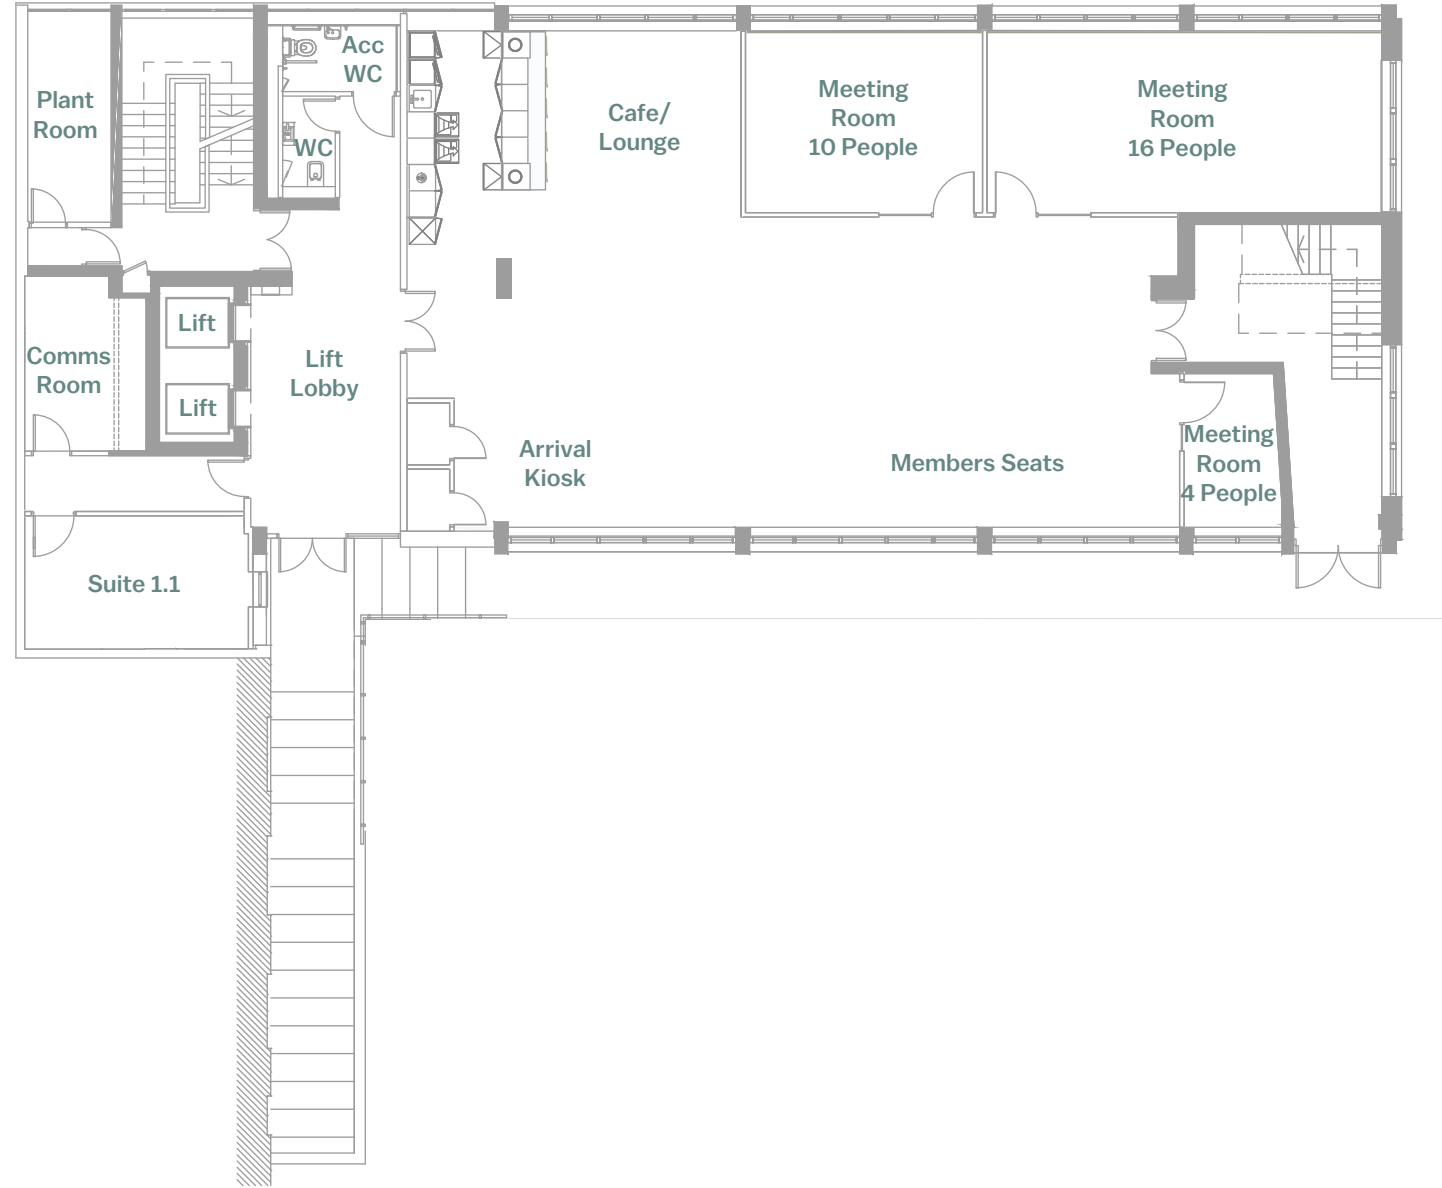 Plant
Room
Acc
WC
WC
Cafe/
Lounge
Meeting
Room
10 People
Meeting
Room
16 People
Lift
Lift
Comms
Room
Lift
Lobby
Arrival
Kiosk
Members Seats
Meeting
Room
4 People
Suite 1.1